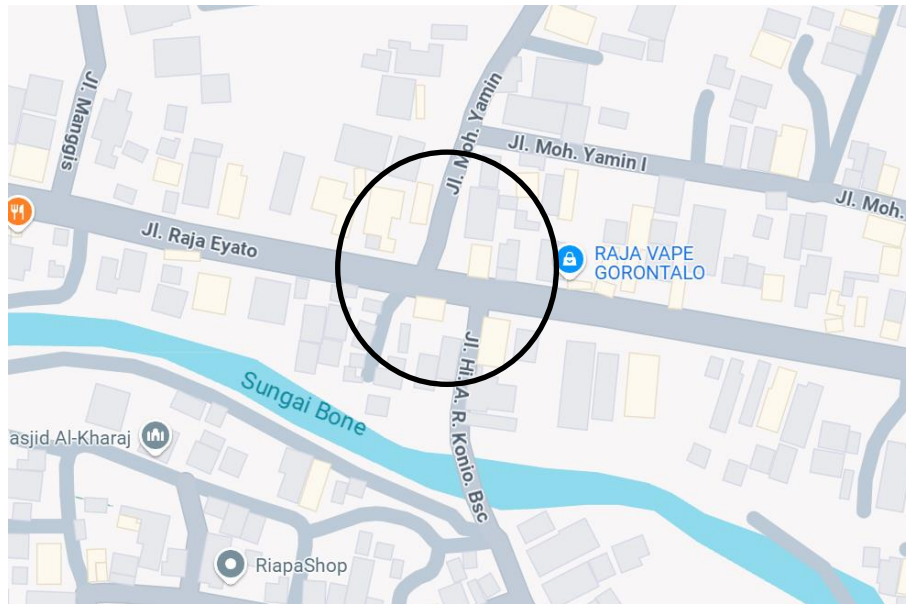 Jl. Manggis
Jl. Moh. Yamin
Jl. Moh. Yamin I
Jl. Moh.
Jl. Raja Eyato
RAJA VAPE
GORONTALO
Jl. Hi. A. R. Konio. Bsc
Sungai Bone
asjid Al-Kharaj
RiapaShop